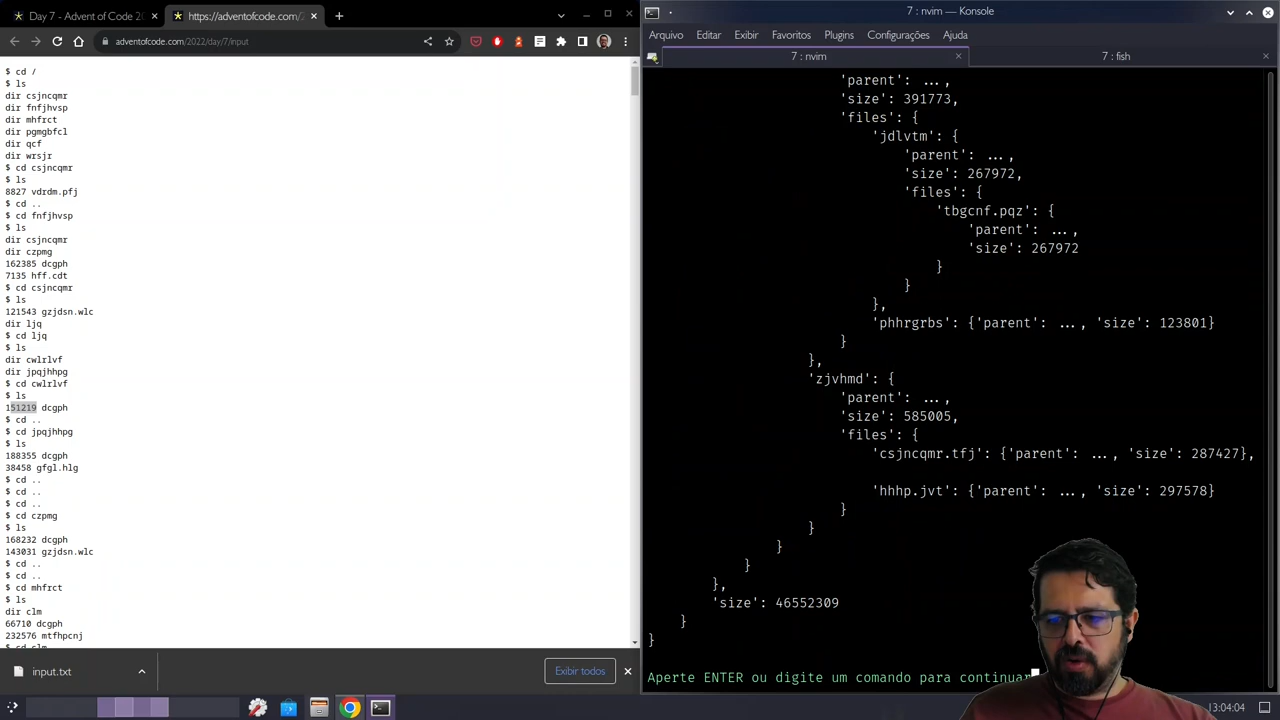 Day 7 - Advent of Code 20
https://adventofcode.com/2
adventofcode.com/2022/day/7/input
$ cd /
$ ls
dir csjncqmr
dir fnfjhvsp
dir mhfrct
dir pgmgbfcl
dir qcf
dir wrsjr
$ cd csjncqmr
$ ls
8827 vdrdm.pfj
$ cd ..
$ cd fnfjhvsp
$ ls
dir csjncqmr
dir czpmg
162385 dcgph
7135 hff.cdt
$ cd csjncqmr
$ ls
121543 gzjdsn.wlc
dir ljq
$ cd ljq
$ ls
dir cwlrlvf
dir jpqjhhpg
$ cd cwlrlvf
$ ls
151219 dcgph
$ cd ..
$ cd jpqjhhpg
$ ls
188355 dcgph
38458 gfgl.hlg
$ cd ..
$ cd ..
$ cd ..
$ cd czpmg
$ ls
168232 dcgph
143031 gzjdsn.wlc
$ cd ..
$ cd ..
$ cd mhfrct
$ ls
dir clm
66710 dcgph
232576 mtfhpcnj
$ cd clm
input.txt
Exibir todos
7 : nvim — Konsole
Arquivo Editar Exibir Favoritos Plugins Configurações Ajuda
7 : nvim
7 : fish
'parent': ...,
'size': 391773,
'files': {
'jdlvtm': {
'parent': ...,
'size': 267972,
'files': {
'tbgcnf.pqz': {
'parent': ...,
'size': 267972
}
}
},
'phhrgrbs': {'parent': ..., 'size': 123801}
}
},
'zjvhmd': {
'parent': ...,
'size': 585005,
'files': {
'csjncqmr.tfj': {'parent': ..., 'size': 287427},
'hhhp.jvt': {'parent': ..., 'size': 297578}
}
}
}
}
},
'size': 46552309
}
}
Aperte ENTER ou digite um comando para continuar
13:04:04